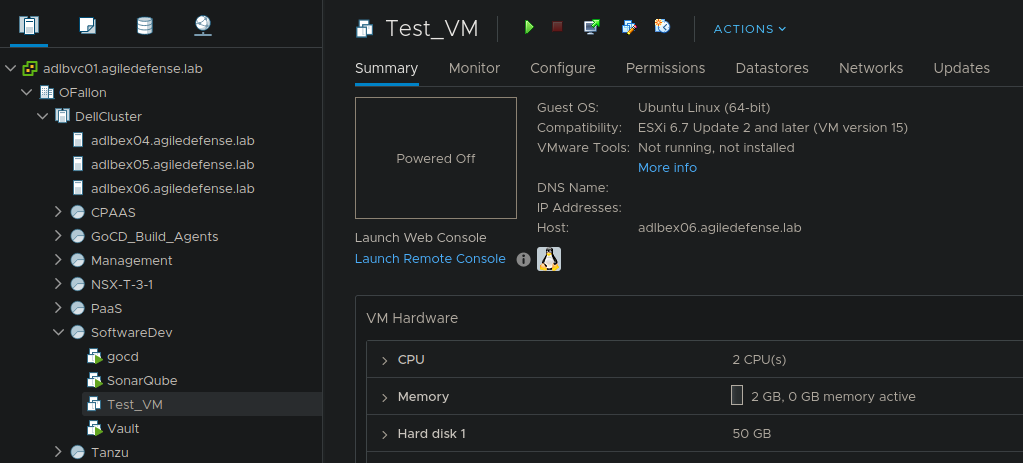 adlbvc01.agiledefense.lab
OFallon
DellCluster
adlbex04.agiledefense.lab
adlbex05.agiledefense.lab
adlbex06.agiledefense.lab
CPAAS
GoCD_Build_Agents
Management
NSX-T-3-1
PaaS
SoftwareDev
gocd
SonarQube
Test_VM
Vault
Tanzu
Test_VM ACTIONS
Summary Monitor Configure Permissions Datastores Networks Updates
Powered Off
Guest OS: Ubuntu Linux (64-bit)
Compatibility: ESXi 6.7 Update 2 and later (VM version 15)
VMware Tools: Not running, not installed
More info
DNS Name:
IP Addresses:
Host: adlbex06.agiledefense.lab
Launch Web Console
Launch Remote Console
VM Hardware
CPU 2 CPU(s)
Memory 2 GB, 0 GB memory active
Hard disk 1 50 GB